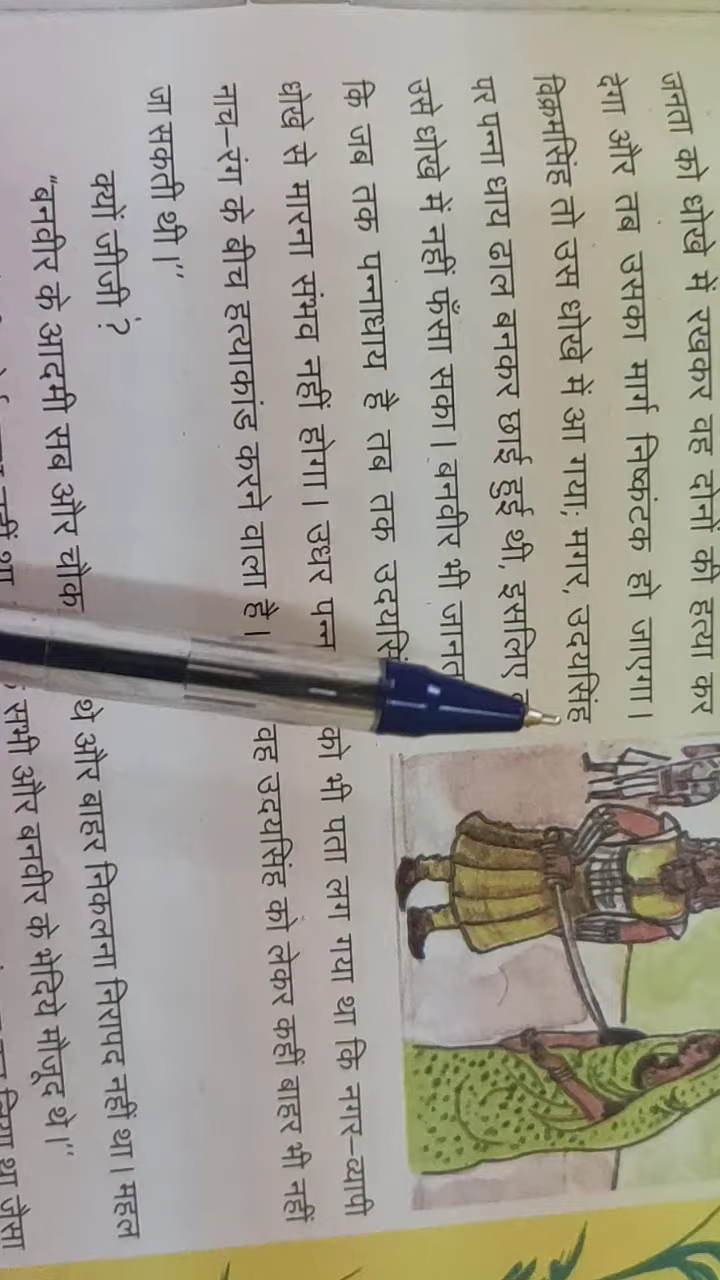 जनता को धोखे में रखकर वह दोनों की हत्या कर
देगा और तब उसका मार्ग निष्कंटक हो जाएगा।
विक्रमसिंह तो उस धोखे में आ गया; मगर, उदयसिंह
पर पन्ना धाय ढाल बनकर छाई हुई थी, इसलिए
उसे धोखे में नहीं फँसा सका। बनवीर भी
कि जब तक पन्नाधाय है तब तक
धोखे से मारना संभव नहीं होगा। उधर को भी पता लग गया था कि नगर-व्यापी
नाच-रंग के बीच हत्याकांड करने वाला है। वह उदयसिंह को लेकर कहीं बाहर भी नहीं
जा सकती थी।”
क्यों जीजी ?
“बनवीर के आदमी सब और चौक थे और बाहर निकलना निरापद नहीं था। महल
सभी और बनवीर के भेदिये मौजूद थे।”